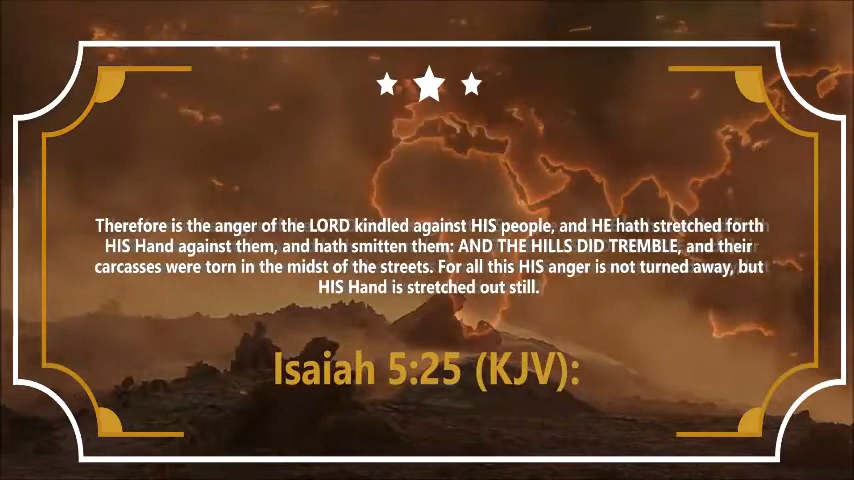 Therefore is the anger of the LORD kindled against HIS people, and HE hath stretched forth
HIS Hand against them, and hath smitten them: AND THE HILLS DID TREMBLE, and their
carcasses were torn in the midst of the streets. For all this HIS anger is not turned away, but
HIS Hand is stretched out still.
Isaiah 5:25 (KJV):